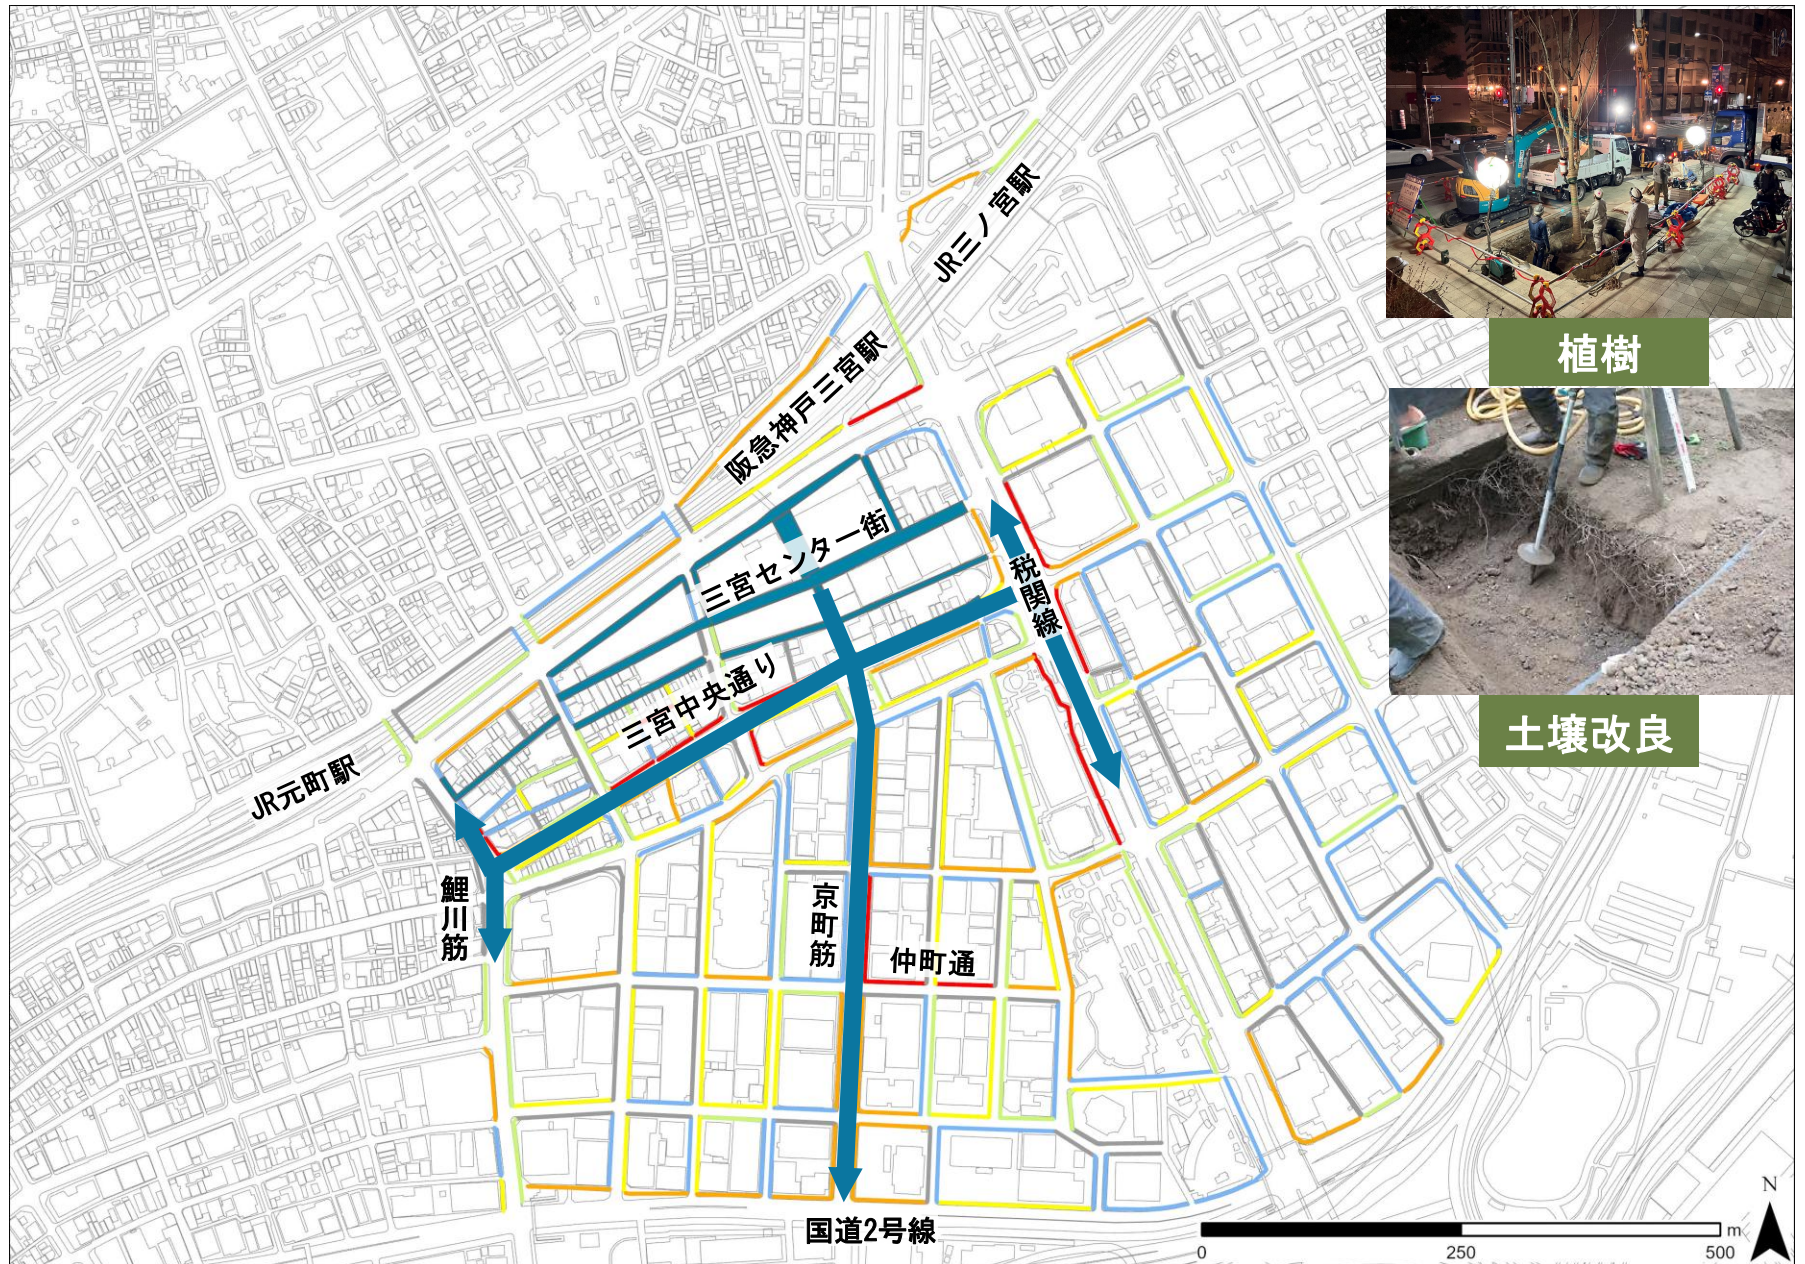 JR三ノ宮駅
植樹
阪急神戸三宮駅
三宮センター街
税関線
土壌改良
三宮中央通り
JR元町駅
鯉川筋
京町筋
仲町通
国道2号線
N
m
0 250 500